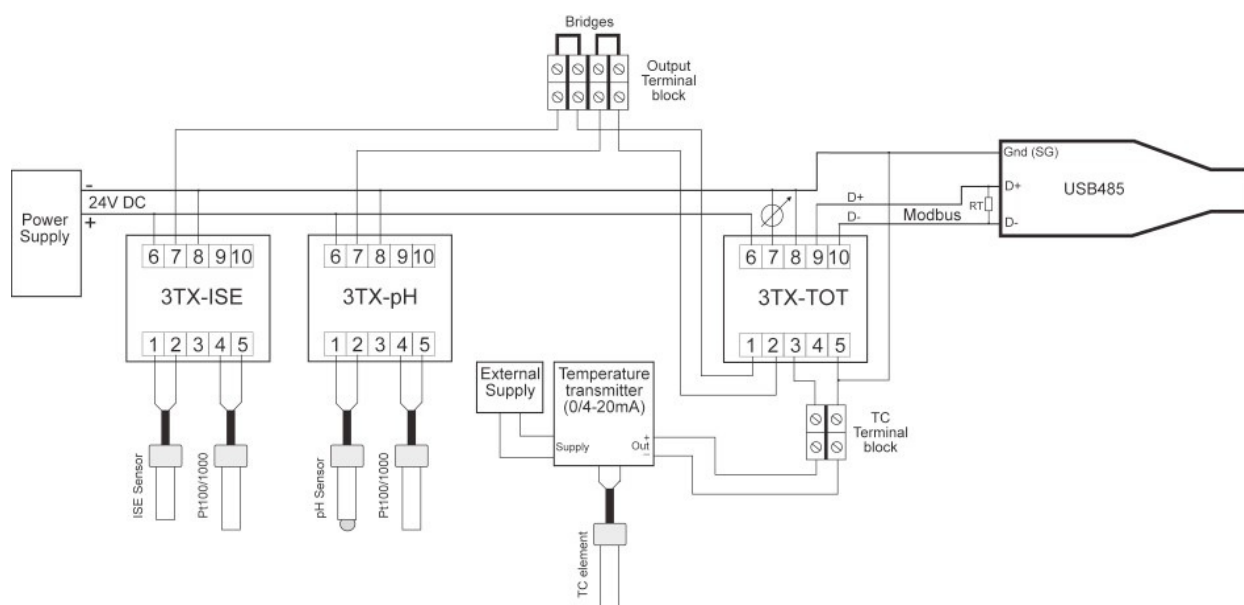 Bridges
Output
Terminal
block
Gnd (SG)
USB485
D+
RT
D-
Power
Supply
-
24V DC
+
D+
D-
Modbus
6 7 8 9 10
3TX-ISE
1 2 3 4 5
6 7 8 9 10
3TX-pH
1 2 3 4 5
6 7 8 9 10
3TX-TOT
1 2 3 4 5
External
Supply
Temperature
transmitter
(0/4-20mA)
Supply
+
Out
–
TC
Terminal
block
ISE Sensor
Pt100/1000
pH Sensor
Pt100/1000
TC element